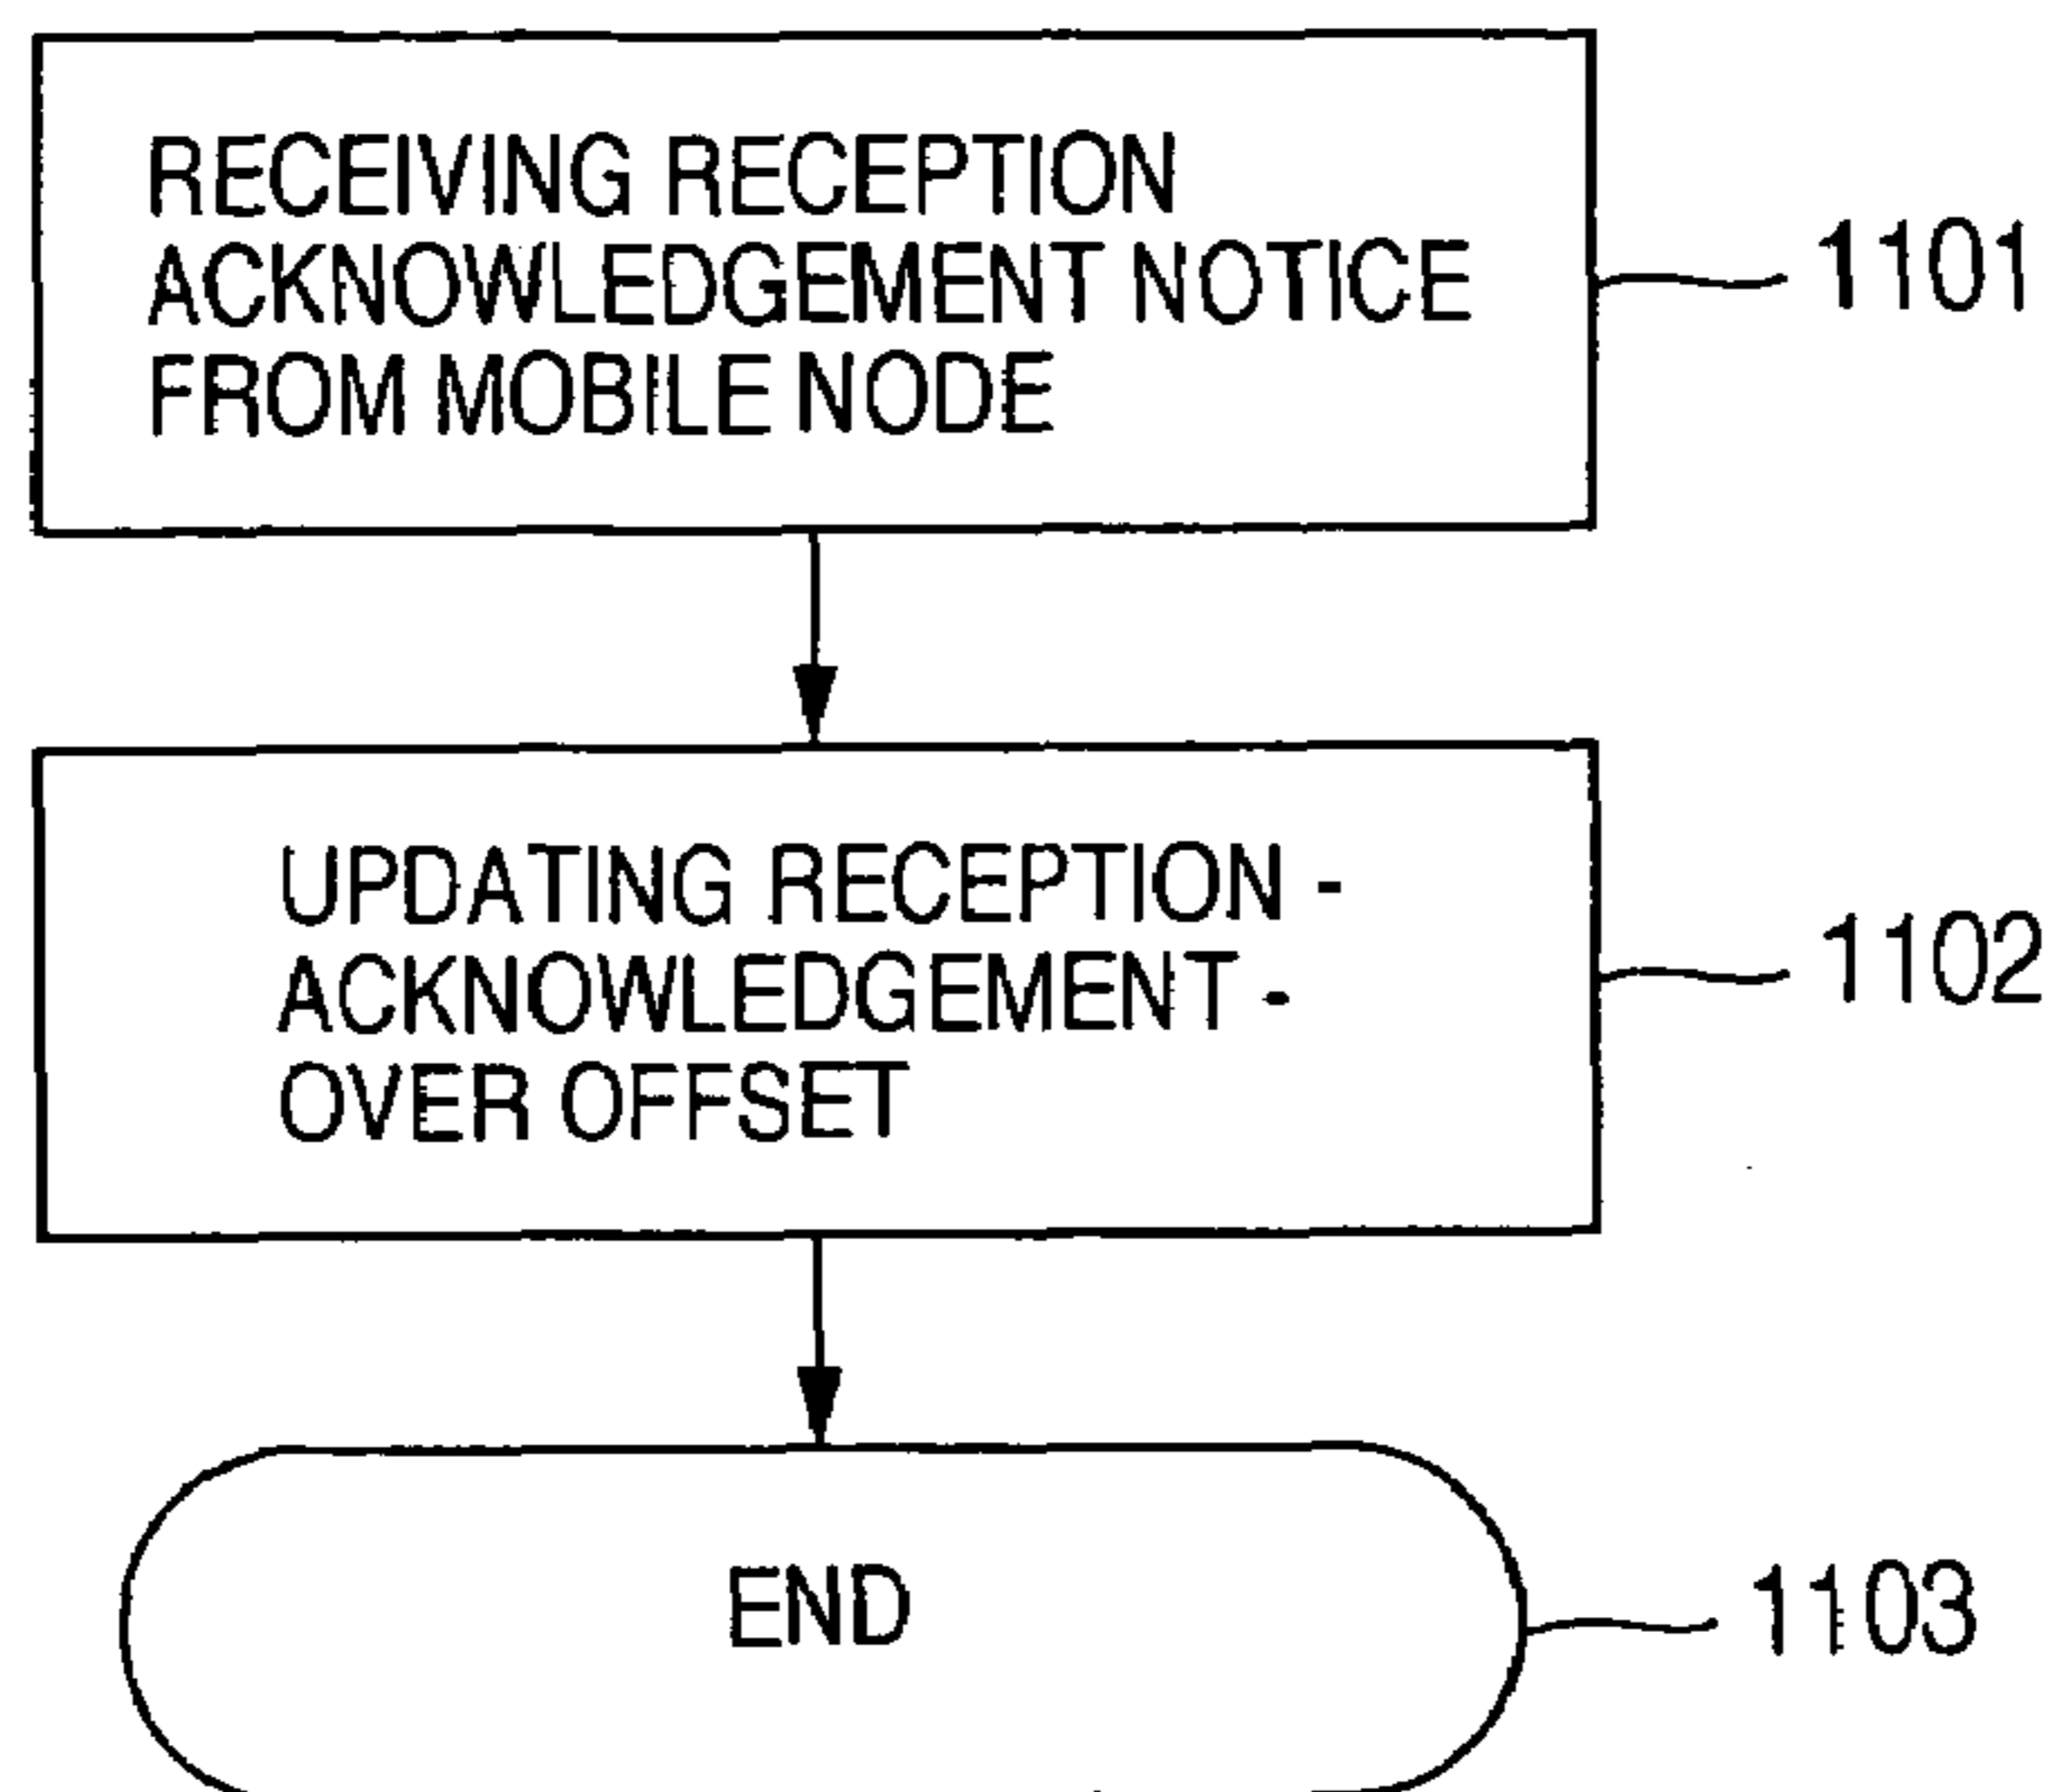 RECEIVING RECEPTION
ACKNOWLEDGEMENT NOTICE
FROM MOBILE NODE
1101
UPDATING RECEPTION -
ACKNOWLEDGEMENT -
OVER OFFSET
1102
END
1103